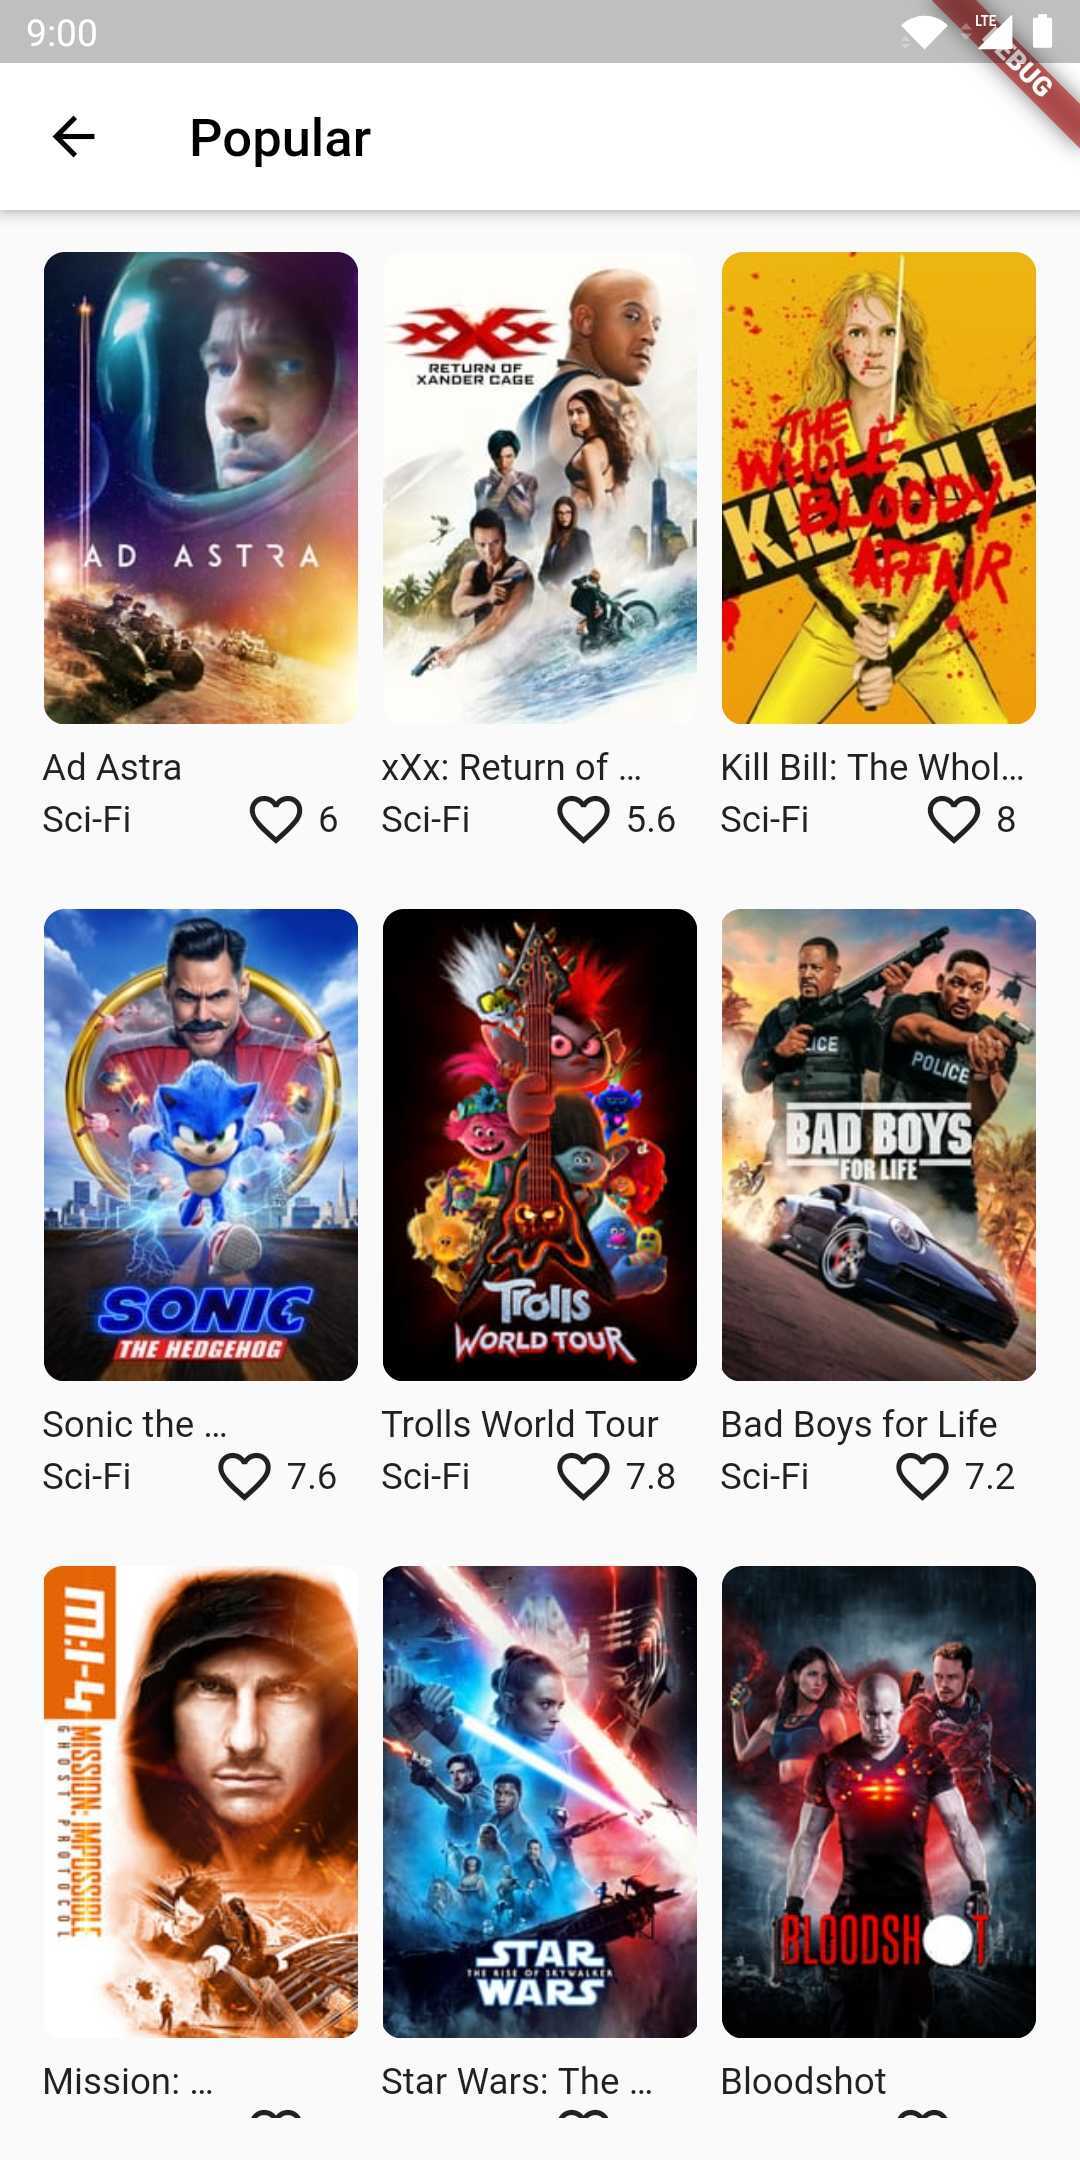 9:00
LTE
DEBUG
Popular
AD ASTRA
xXx
RETURN OF
XANDER CAGE
THE
WHOLE
BLOODY
AFFAIR
KILL BILL
Ad Astra
Sci-Fi 6
xXx: Return of ...
Sci-Fi 5.6
Kill Bill: The Whol...
Sci-Fi 8
SONIC
THE HEDGEHOG
Trolls
WORLD TOUR
LICE
POLICE
BAD BOYS
FOR LIFE
Sonic the ...
Sci-Fi 7.6
Trolls World Tour
Sci-Fi 7.8
Bad Boys for Life
Sci-Fi 7.2
M:I-4
MISSION: IMPOSSIBLE
GHOST PROTOCOL
STAR
THE RISE OF SKYWALKER
WARS
BLOODSHOT
Mission: ...
Star Wars: The ...
Bloodshot